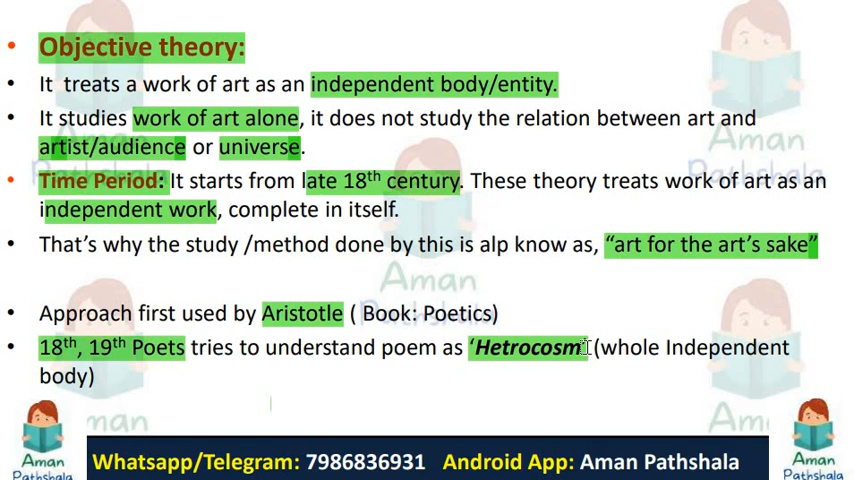 • Objective theory:
• It treats a work of art as an independent body/entity.
• It studies work of art alone, it does not study the relation between art and
artist/audience or universe.
• Time Period: It starts from late 18th century. These theory treats work of art as an
independent work, complete in itself.
• That's why the study /method done by this is alp know as, “art for the art's sake”
• Approach first used by Aristotle ( Book: Poetics)
• 18th, 19th Poets tries to understand poem as ‘Hetrocosm’ (whole Independent
body)
Aman
Pathshala
Whatsapp/Telegram: 7986836931 Android App: Aman Pathshala
Aman
Pathshala